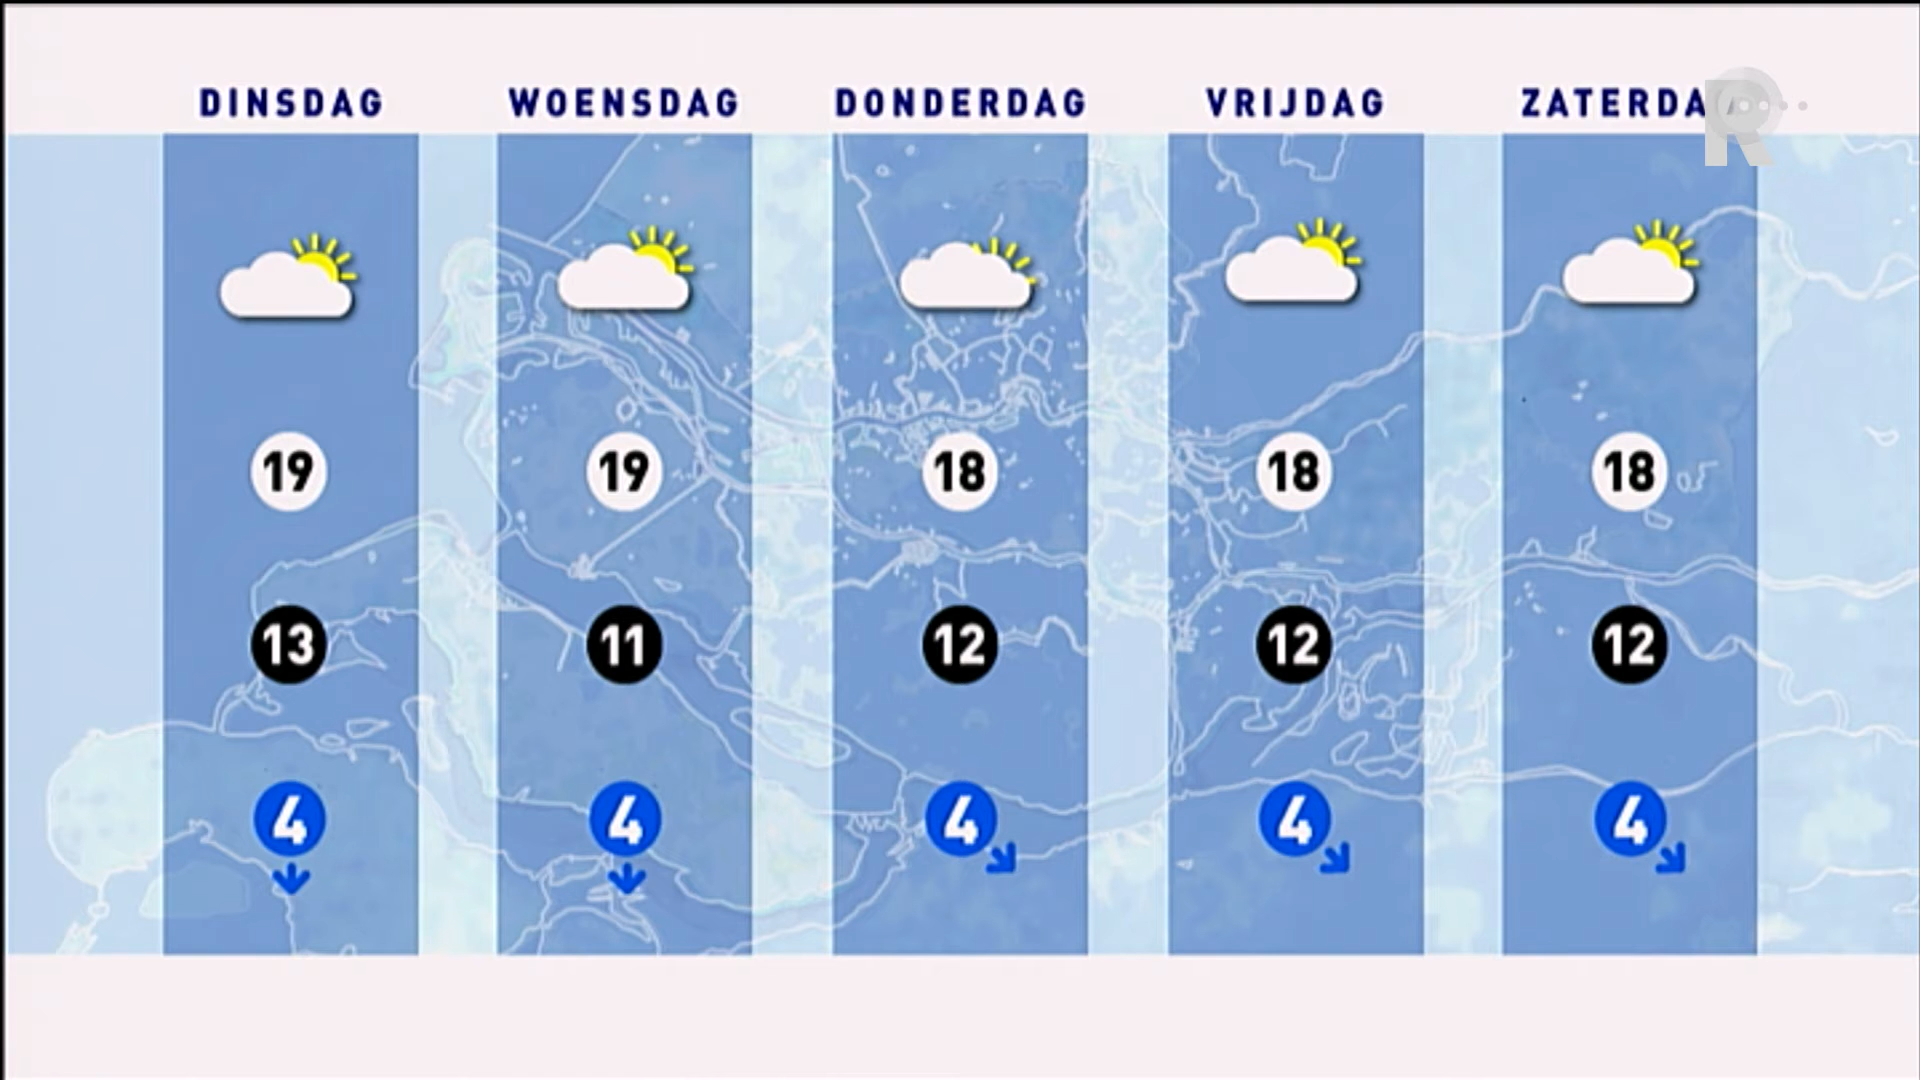 DINSDAG WOENSDAG DONDERDAG VRIJDAG ZATERDA
R
19 19 18 18 18
13 11 12 12 12
4 4 4 4 4